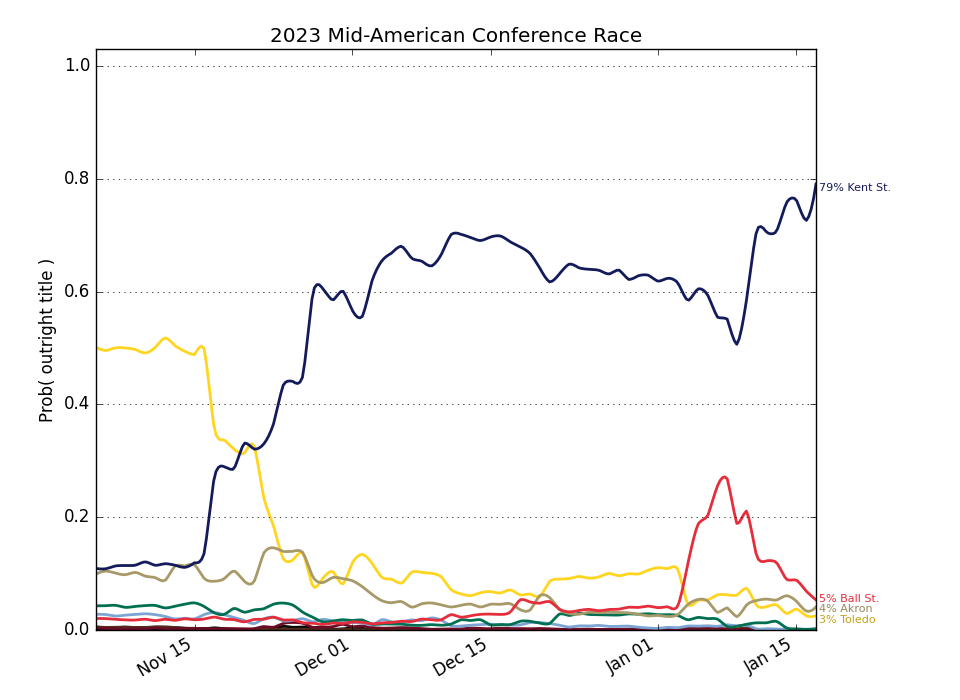 2023 Mid-American Conference Race
Prob( outright title )
1.0
0.8
0.6
0.4
0.2
0.0
79% Kent St.
5% Ball St.
4% Akron
3% Toledo
Nov 15
Dec 01
Dec 15
Jan 01
Jan 15